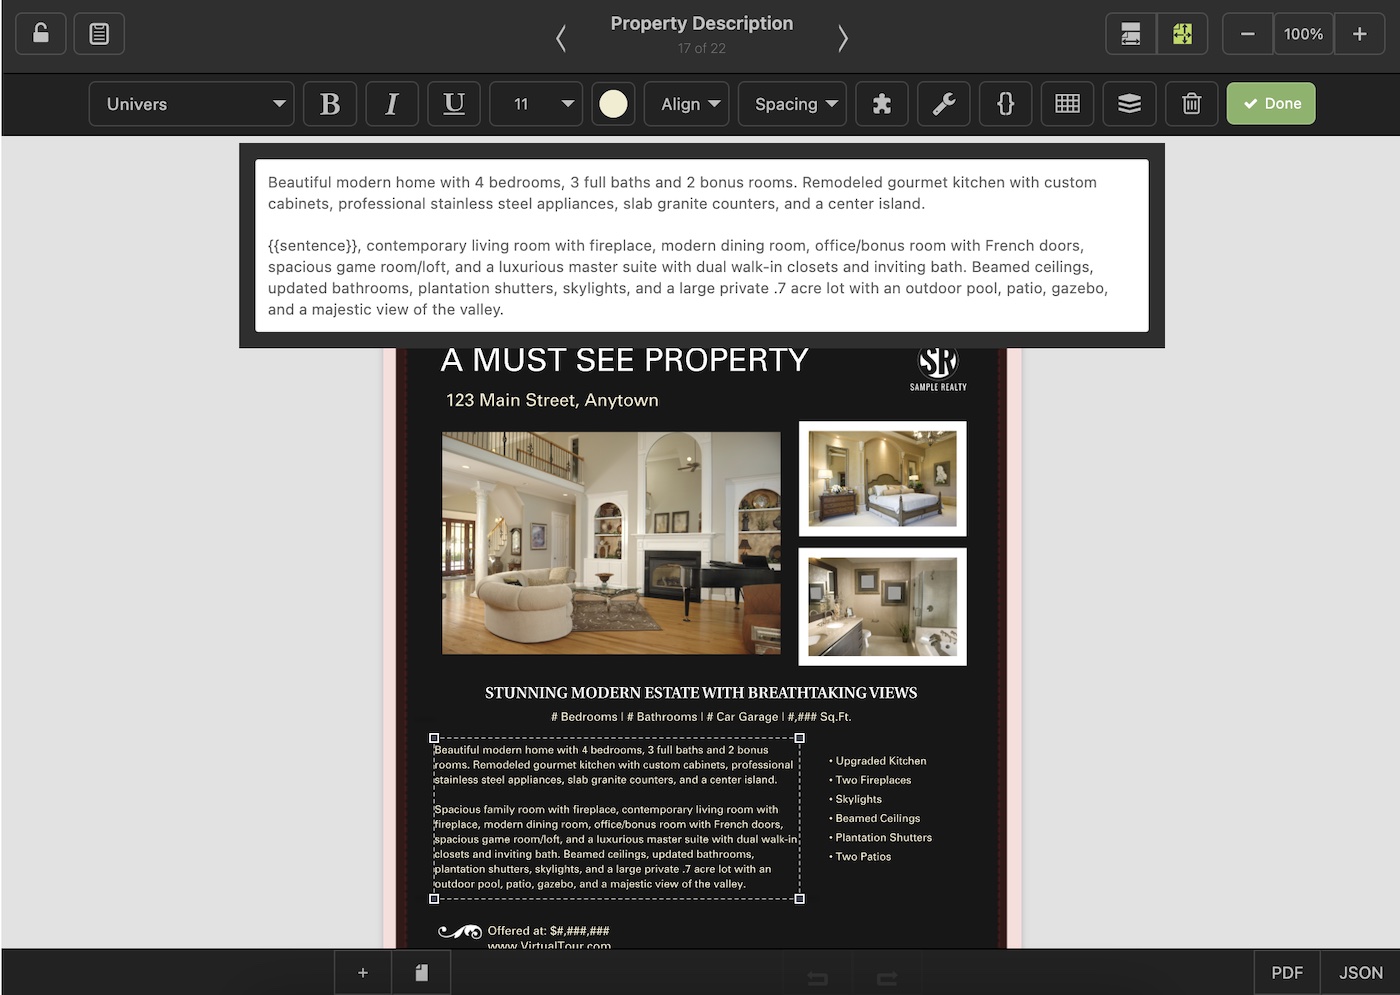 Property Description
17 of 22
100%
Univers
B
I
U
11
Align
Spacing
{}
Done
Beautiful modern home with 4 bedrooms, 3 full baths and 2 bonus rooms. Remodeled gourmet kitchen with custom
cabinets, professional stainless steel appliances, slab granite counters, and a center island.
{{sentence}}, contemporary living room with fireplace, modern dining room, office/bonus room with French doors,
spacious game room/loft, and a luxurious master suite with dual walk-in closets and inviting bath. Beamed ceilings,
updated bathrooms, plantation shutters, skylights, and a large private .7 acre lot with an outdoor pool, patio, gazebo,
and a majestic view of the valley.
A MUST SEE PROPERTY
SR
SAMPLE REALTY
123 Main Street, Anytown
STUNNING MODERN ESTATE WITH BREATHTAKING VIEWS
# Bedrooms | # Bathrooms | # Car Garage | #,### Sq.Ft.
Beautiful modern home with 4 bedrooms, 3 full baths and 2 bonus
rooms. Remodeled gourmet kitchen with custom cabinets, professional
stainless steel appliances, slab granite counters, and a center island.
Spacious family room with fireplace, contemporary living room with
fireplace, modern dining room, office/bonus room with French doors,
spacious game room/loft, and a luxurious master suite with dual walk-in
closets and inviting bath. Beamed ceilings, updated bathrooms,
plantation shutters, skylights, and a large private .7 acre lot with an
outdoor pool, patio, gazebo, and a majestic view of the valley.
• Upgraded Kitchen
• Two Fireplaces
• Skylights
• Beamed Ceilings
• Plantation Shutters
• Two Patios
Offered at: $#,###,###
www.VirtualTour.com
PDF
JSON